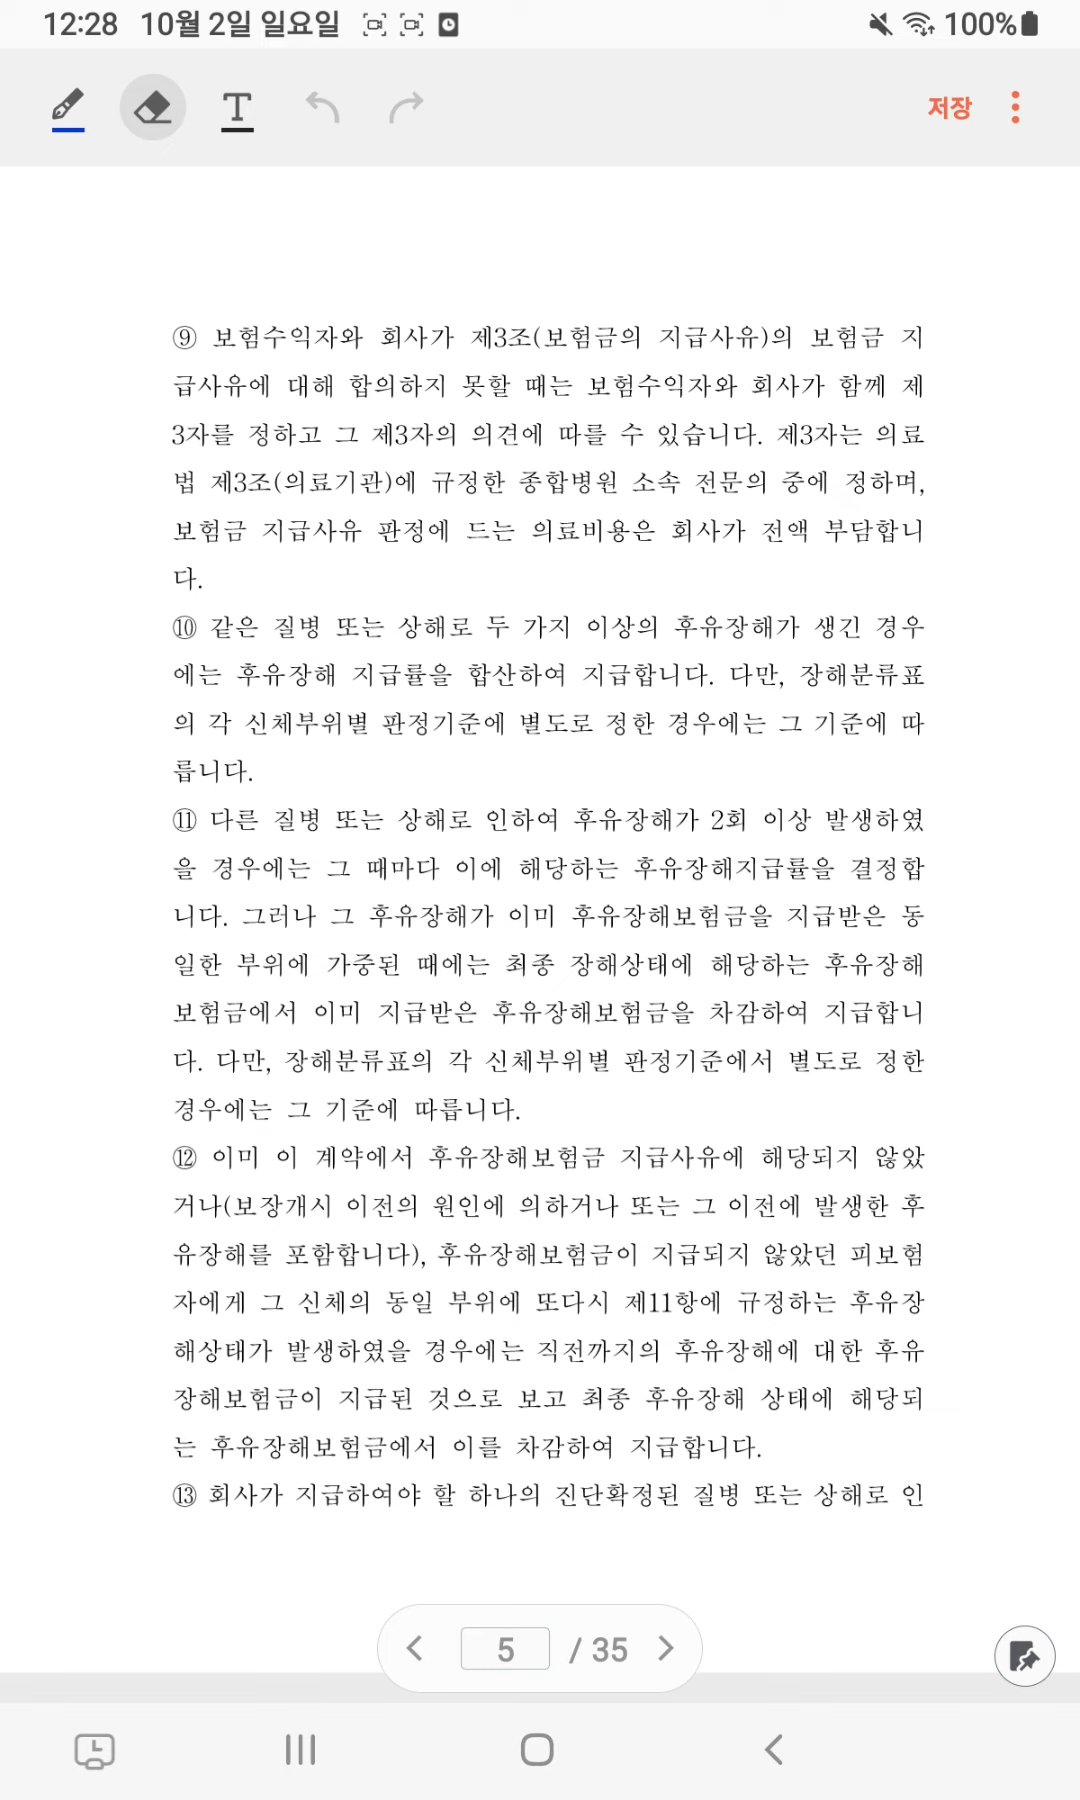 12:28 10월 2일 일요일 100%
T 저장
⑨ 보험수익자와 회사가 제3조(보험금의 지급사유)의 보험금 지
급사유에 대해 합의하지 못할 때는 보험수익자와 회사가 함께 제
3자를 정하고 그 제3자의 의견에 따를 수 있습니다. 제3자는 의료
법 제3조(의료기관)에 규정한 종합병원 소속 전문의 중에 정하며,
보험금 지급사유 판정에 드는 의료비용은 회사가 전액 부담합니
다.
⑩ 같은 질병 또는 상해로 두 가지 이상의 후유장해가 생긴 경우
에는 후유장해 지급률을 합산하여 지급합니다. 다만, 장해분류표
의 각 신체부위별 판정기준에 별도로 정한 경우에는 그 기준에 따
릅니다.
⑪ 다른 질병 또는 상해로 인하여 후유장해가 2회 이상 발생하였
을 경우에는 그 때마다 이에 해당하는 후유장해지급률을 결정합
니다. 그러나 그 후유장해가 이미 후유장해보험금을 지급받은 동
일한 부위에 가중된 때에는 최종 장해상태에 해당하는 후유장해
보험금에서 이미 지급받은 후유장해보험금을 차감하여 지급합니
다. 다만, 장해분류표의 각 신체부위별 판정기준에서 별도로 정한
경우에는 그 기준에 따릅니다.
⑫ 이미 이 계약에서 후유장해보험금 지급사유에 해당되지 않았
거나(보장개시 이전의 원인에 의하거나 또는 그 이전에 발생한 후
유장해를 포함합니다), 후유장해보험금이 지급되지 않았던 피보험
자에게 그 신체의 동일 부위에 또다시 제11항에 규정하는 후유장
해상태가 발생하였을 경우에는 직전까지의 후유장해에 대한 후유
장해보험금이 지급된 것으로 보고 최종 후유장해 상태에 해당되
는 후유장해보험금에서 이를 차감하여 지급합니다.
⑬ 회사가 지급하여야 할 하나의 진단확정된 질병 또는 상해로 인
5 / 35